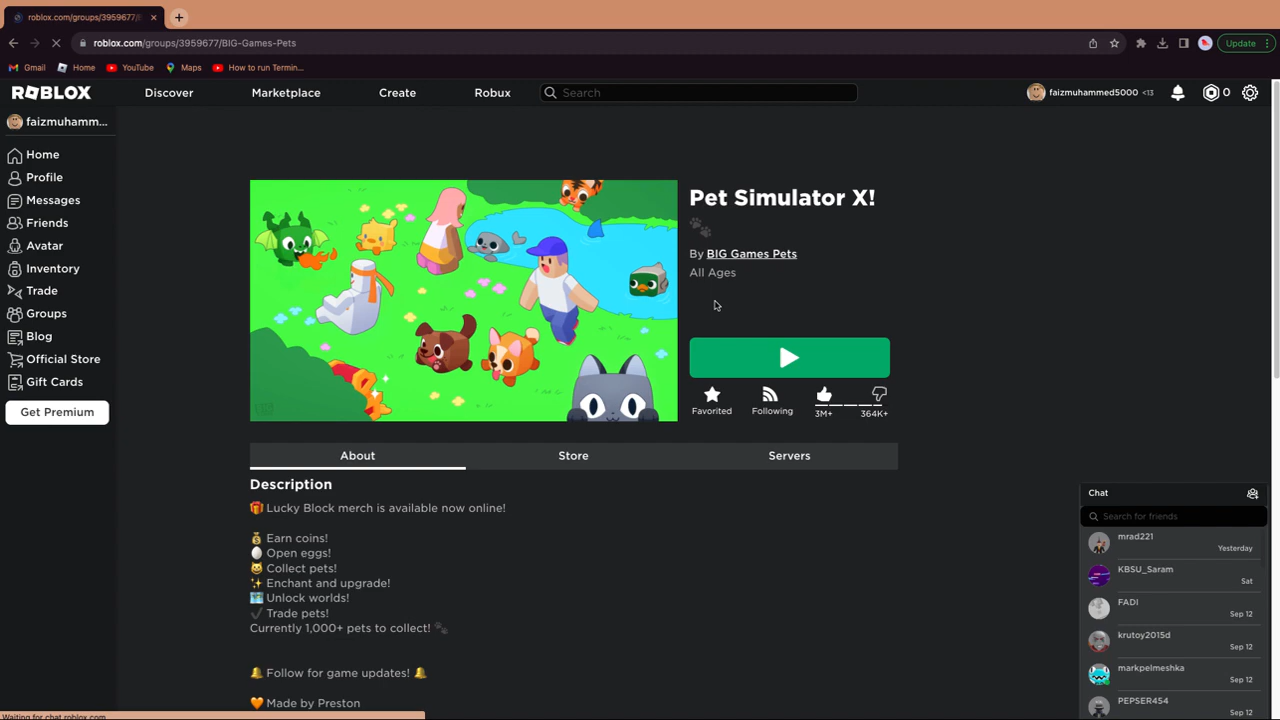 roblox.com/groups/3959677/
roblox.com/groups/3959677/BIG-Games-Pets
Update
Gmail
Home
YouTube
Maps
How to run Termin...
ROBLOX
Discover
Marketplace
Create
Robux
Search
faizmuhammed5000 <13
0
faizmuhamm...
Home
Profile
Messages
Friends
Avatar
Inventory
Trade
Groups
Blog
Official Store
Gift Cards
Get Premium
Pet Simulator X!
🐾
By BIG Games Pets
All Ages
Favorited
Following
3M+
364K+
About
Store
Servers
Description
🎁 Lucky Block merch is available now online!
💰 Earn coins!
🥚 Open eggs!
😺 Collect pets!
✨ Enchant and upgrade!
🗺️ Unlock worlds!
✔️ Trade pets!
Currently 1,000+ pets to collect! 🐾
🔔 Follow for game updates! 🔔
🧡 Made by Preston
Chat
Search for friends
mrad221
Yesterday
KBSU_Saram
Sat
FADI
Sep 12
krutoy2015d
Sep 12
markpelmeshka
Sep 12
PEPSER454
Sep 12
Waiting for chat.roblox.com...